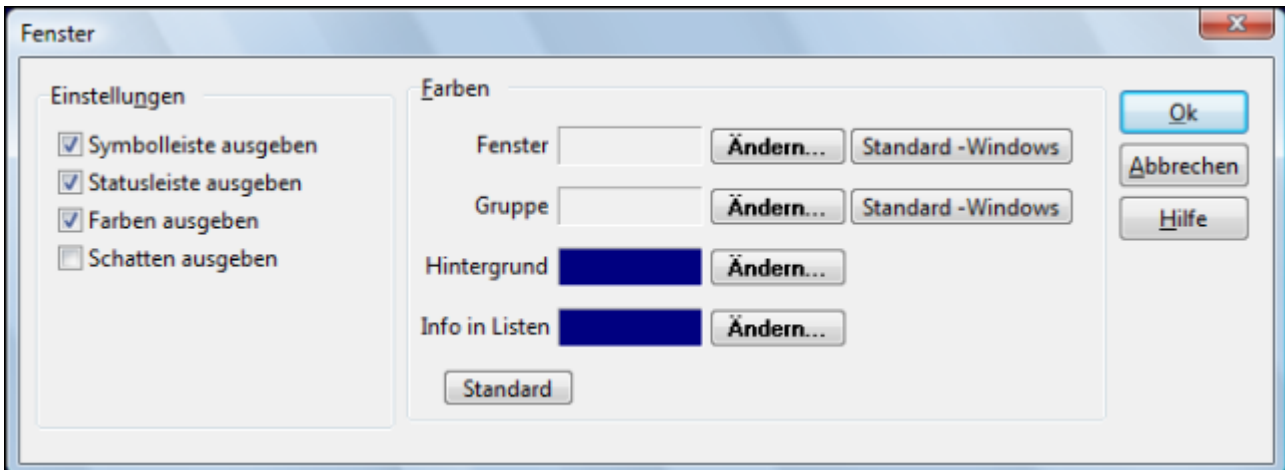 Fenster
Einstellungen
Symbolleiste ausgeben
Statusleiste ausgeben
Farben ausgeben
Schatten ausgeben
Farben
Fenster Ändern... Standard -Windows
Gruppe Ändern... Standard -Windows
Hintergrund Ändern...
Info in Listen Ändern...
Standard
Ok
Abbrechen
Hilfe